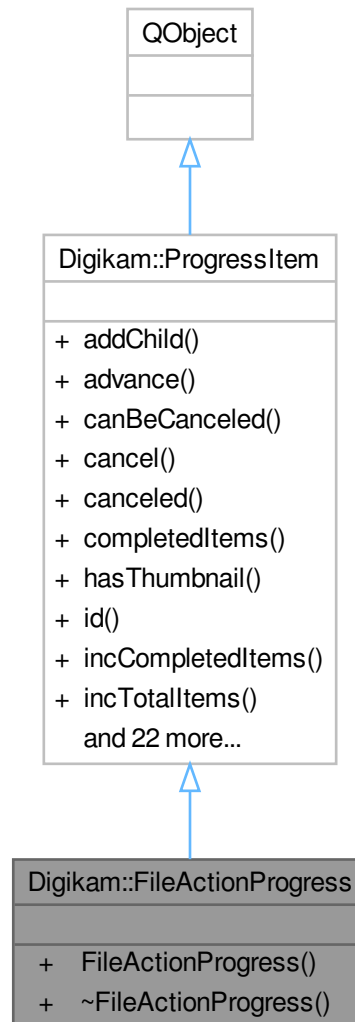 QObject
Digikam::ProgressItem
+ addChild()
+ advance()
+ canBeCanceled()
+ cancel()
+ canceled()
+ completedItems()
+ hasThumbnail()
+ id()
+ incCompletedItems()
+ incTotalItems()
and 22 more...
Digikam::FileActionProgress
+ FileActionProgress()
+ ~FileActionProgress()